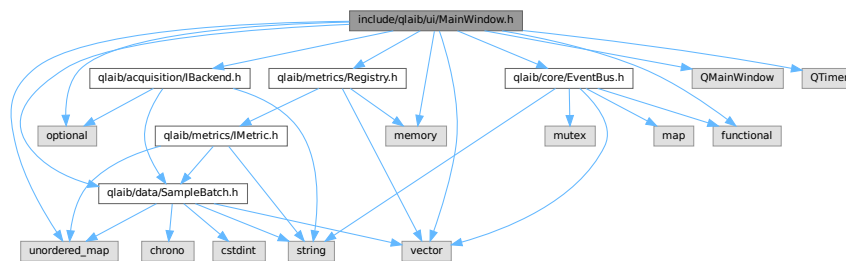 include/qlaib/ui/MainWindow.h
qlaib/acquisition/IBackend.h
qlaib/metrics/Registry.h
qlaib/core/EventBus.h
QMainWindow
QTimer
optional
qlaib/metrics/IMetric.h
memory
mutex
map
functional
qlaib/data/SampleBatch.h
unordered_map
chrono
cstdint
string
vector